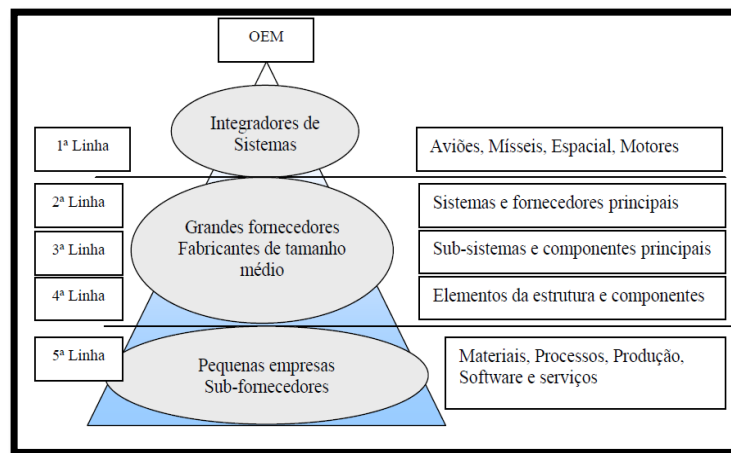 OEM
Integradores de
Sistemas
1ª Linha
Aviões, Mísseis, Espacial, Motores
2ª Linha
Sistemas e fornecedores principais
Grandes fornecedores
Fabricantes de tamanho
médio
3ª Linha
Sub-sistemas e componentes principais
4ª Linha
Elementos da estrutura e componentes
5ª Linha
Pequenas empresas
Sub-fornecedores
Materiais, Processos, Produção,
Software e serviços